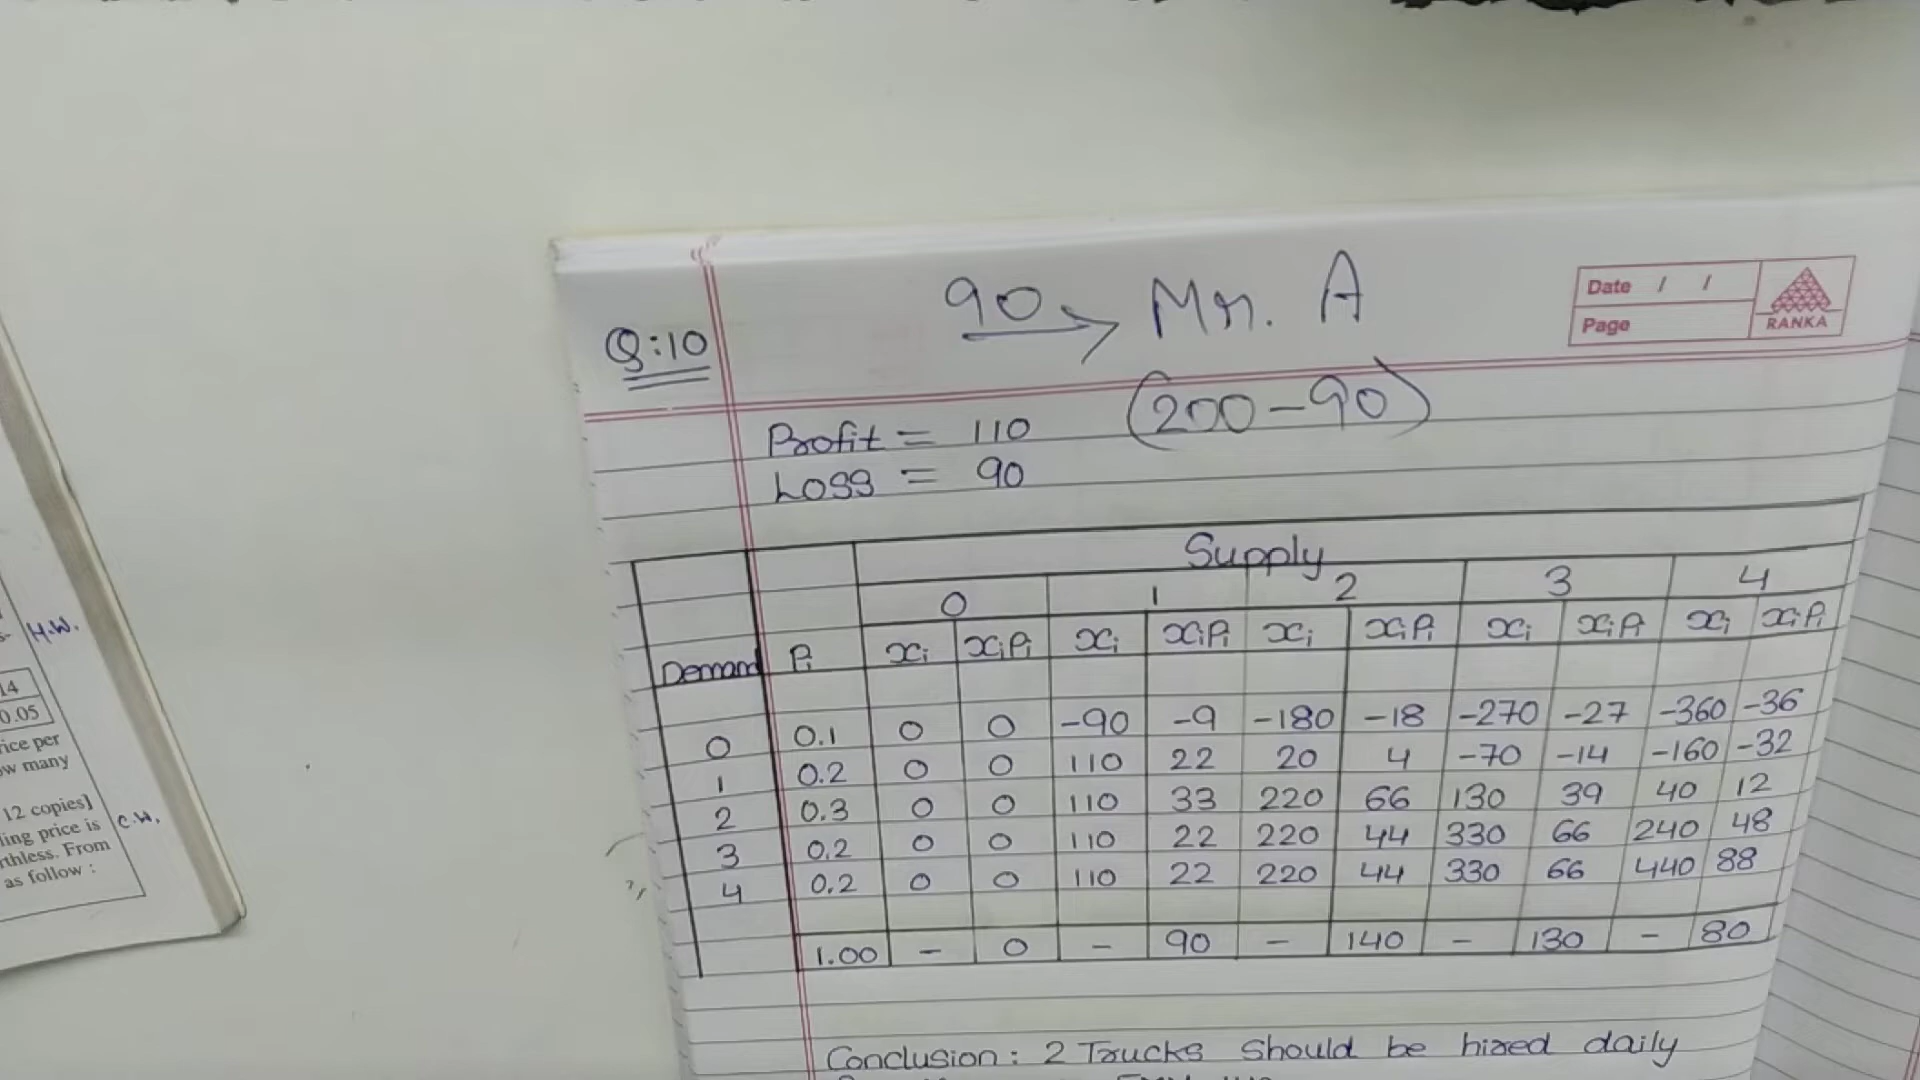 90 → Mr. A
Date / /
Page
RANKA
Q:10
(200-90)
Profit = 110
Loss = 90
Supply
0 1 2 3 4
Demand Pi xi xiPi xi xiPi xi xiPi xi xiPi xi xiPi
0 0.1 0 0 -90 -9 -180 -18 -270 -27 -360 -36
1 0.2 0 0 110 22 20 4 -70 -14 -160 -32
2 0.3 0 0 110 33 220 66 130 39 40 12
3 0.2 0 0 110 22 220 44 330 66 240 48
4 0.2 0 0 110 22 220 44 330 66 440 88
1.00 - 0 - 90 - 140 - 130 - 80
Conclusion: 2 Trucks should be hired daily
H.W.
14
0.05
rice per
ow many
12 copies]
ling price is
rthless. From
as follow :
C.W.